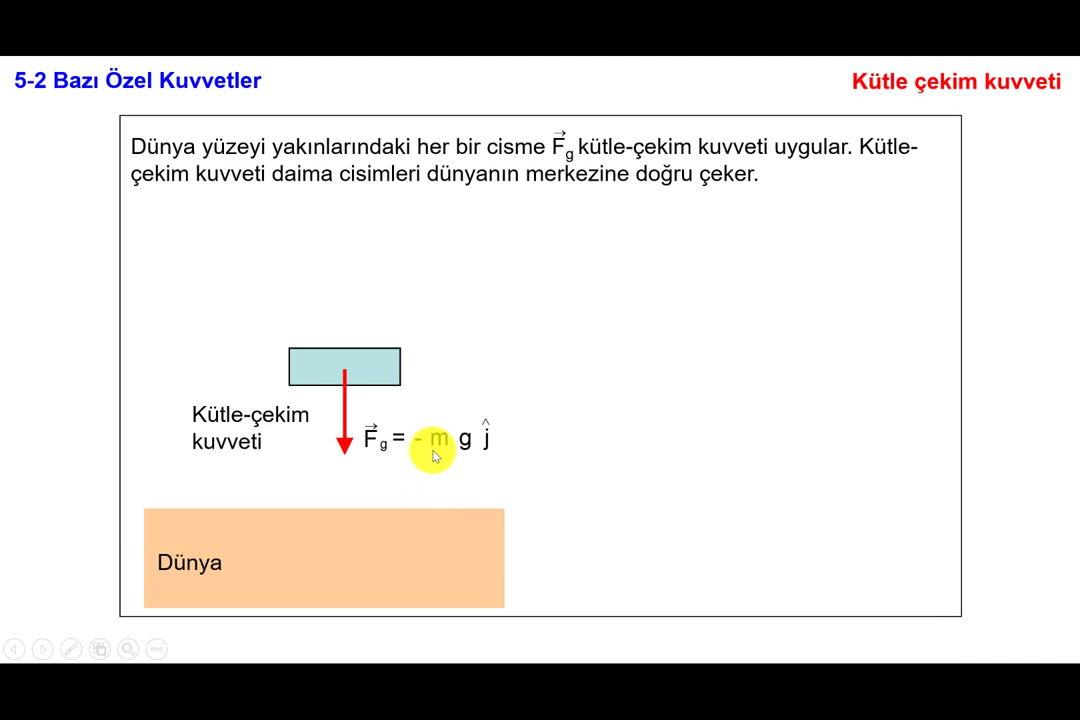 5-2 Bazı Özel Kuvvetler
Kütle çekim kuvveti
Dünya yüzeyi yakınlarındaki her bir cisme F⃗g kütle-çekim kuvveti uygular. Kütle-
çekim kuvveti daima cisimleri dünyanın merkezine doğru çeker.
Kütle-çekim
kuvveti
F⃗g = - m g ĵ
Dünya